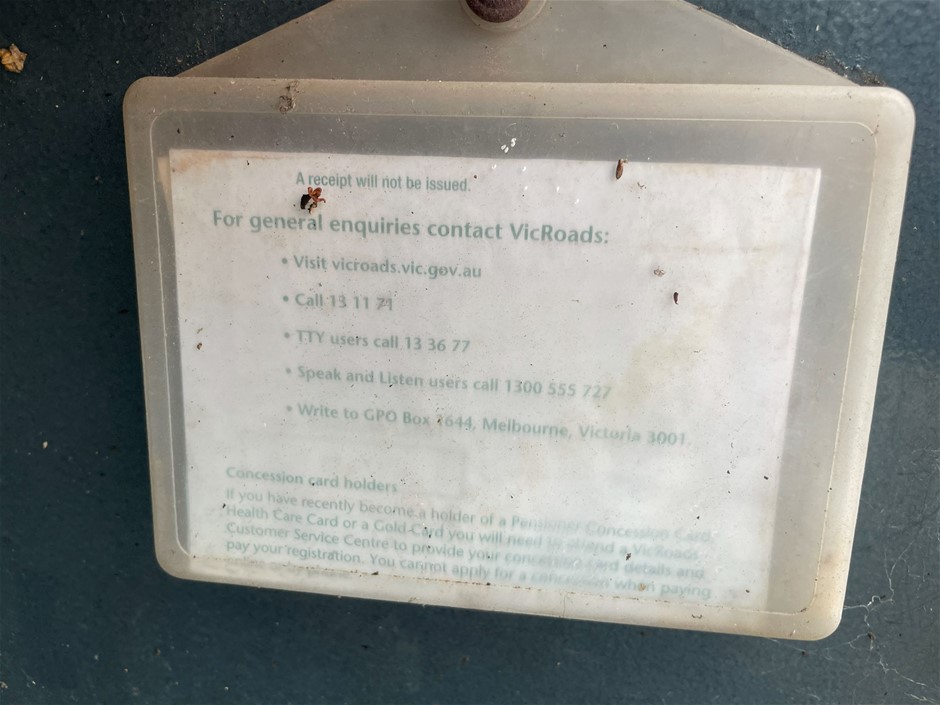 A receipt will not be issued.
For general enquiries contact VicRoads:
• Visit vicroads.vic.gov.au
• Call 13 11 71
• TTY users call 13 36 77
• Speak and Listen users call 1300 555 727
• Write to GPO Box 1644, Melbourne, Victoria 3001.
Concession card holders
If you have recently become a holder of a Pensioner Concession Card,
Health Care Card or a Gold Card you will need to attend a VicRoads
Customer Service Centre to provide your concession card details and
pay your registration. You cannot apply for a concession when paying